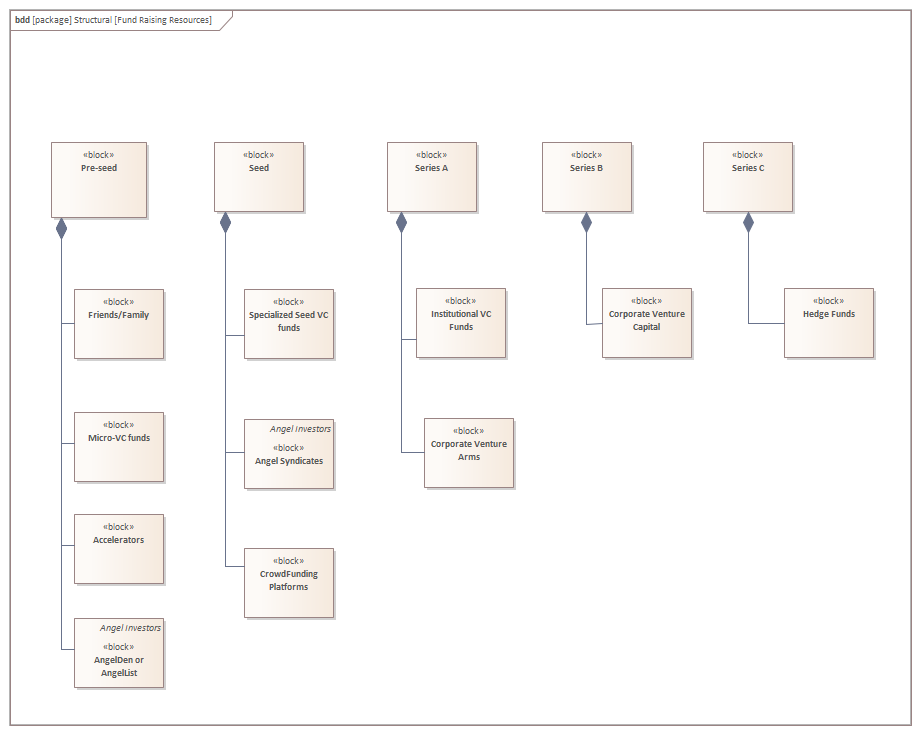 bdd [package] Structural [Fund Raising Resources]
«block»
Pre-seed
«block»
Seed
«block»
Series A
«block»
Series B
«block»
Series C
«block»
Friends/Family
«block»
Specialized Seed VC
funds
«block»
Institutional VC
Funds
«block»
Corporate Venture
Capital
«block»
Hedge Funds
«block»
Micro-VC funds
Angel Investors
«block»
Angel Syndicates
«block»
Corporate Venture
Arms
«block»
Accelerators
«block»
CrowdFunding
Platforms
Angel Investors
«block»
AngelDen or
AngelList